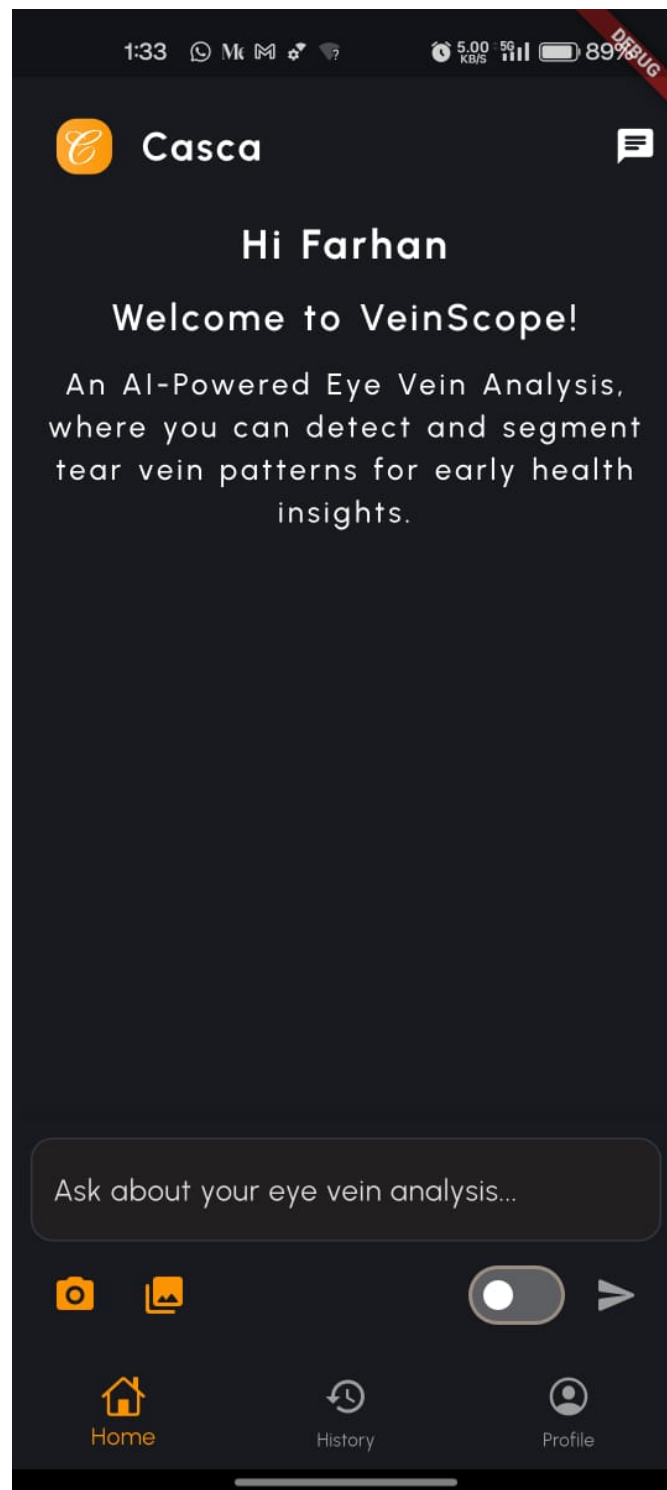 1:33 M 5.00 KB/S 5G 89%
DEBUG
C Casca
Hi Farhan
Welcome to VeinScope!
An AI-Powered Eye Vein Analysis,
where you can detect and segment
tear vein patterns for early health
insights.
Ask about your eye vein analysis...
Home History Profile